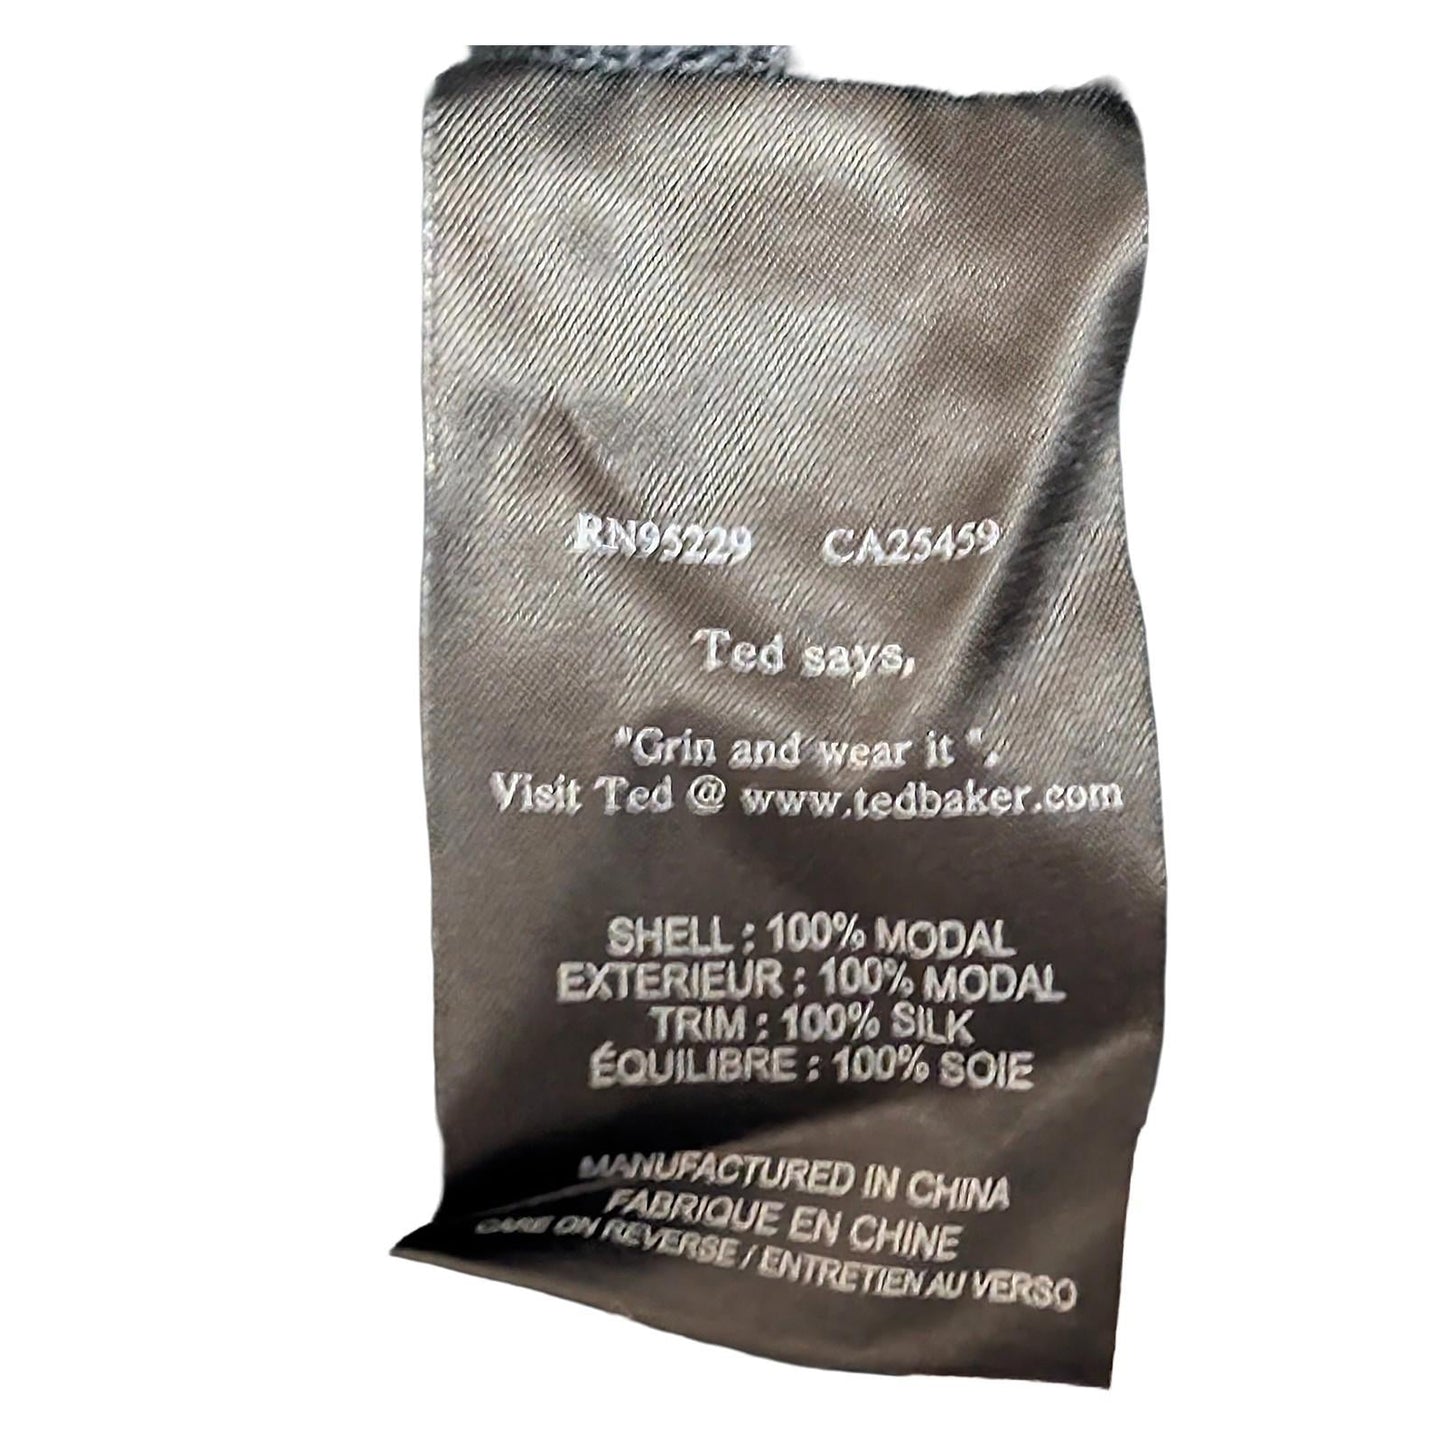 RN95229 CA25459
Ted says,
"Grin and wear it ".
Visit Ted @ www.tedbaker.com
SHELL : 100% MODAL
EXTERIEUR : 100% MODAL
TRIM : 100% SILK
ÉQUILIBRE : 100% SOIE
MANUFACTURED IN CHINA
FABRIQUE EN CHINE
CARE ON REVERSE / ENTRETIEN AU VERSO